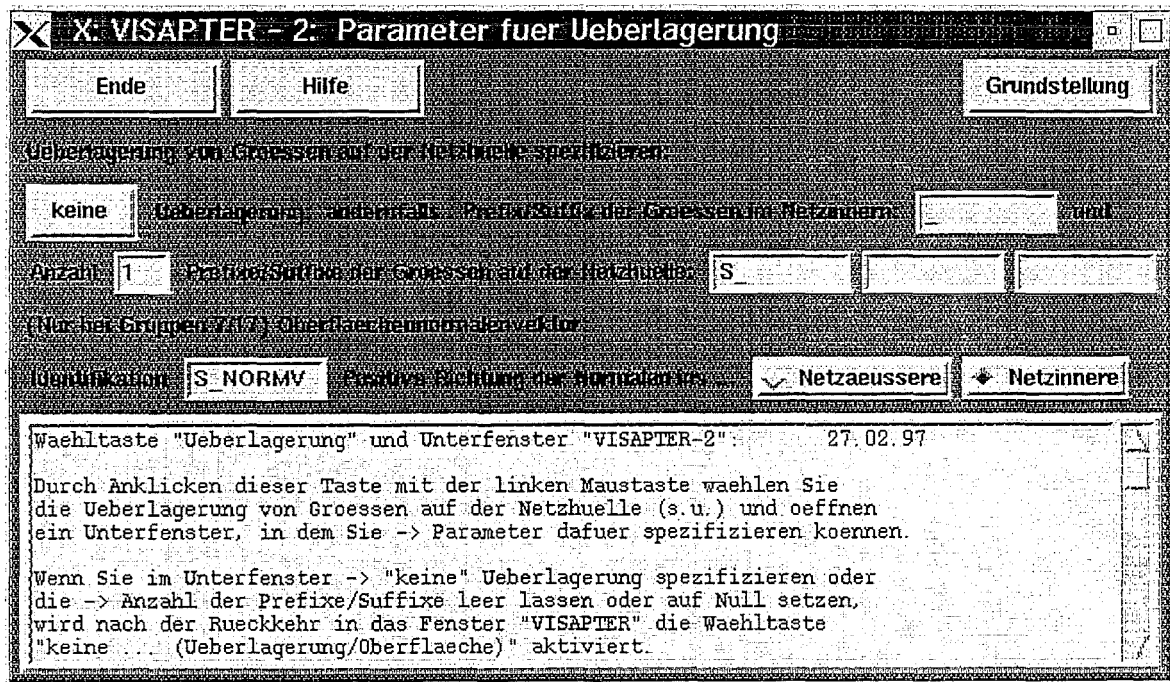 X: VISAPTER - 2: Parameter fuer Ueberlagerung
Ende Hilfe Grundstellung
Ueberlagerung von Groessen auf der Netzhuelle spezifizieren:
keine Ueberlagerung, andernfalls Prefix/Suffix der Groessen im Netzinnern: _ und
Anzahl 1 Prefixe/Suffixe der Groessen auf der Netzhuelle: S_
(Nur bei Gruppen 7/17) Oberflaechennormalenvektor:
Identifikation S_NORMV Positive Richtung der Normalen ins ... Netzaeussere Netzinnere
Waehltaste "Ueberlagerung" und Unterfenster "VISAPTER-2": 27.02.97
Durch Anklicken dieser Taste mit der linken Maustaste waehlen Sie
die Ueberlagerung von Groessen auf der Netzhuelle (s.u.) und oeffnen
ein Unterfenster, in dem Sie -> Parameter dafuer spezifizieren koennen.
Wenn Sie im Unterfenster -> "keine" Ueberlagerung spezifizieren oder
die -> Anzahl der Prefixe/Suffixe leer lassen oder auf Null setzen,
wird nach der Rueckkehr in das Fenster "VISAPTER" die Waehltaste
"keine ... (Ueberlagerung/Oberflaeche)" aktiviert.